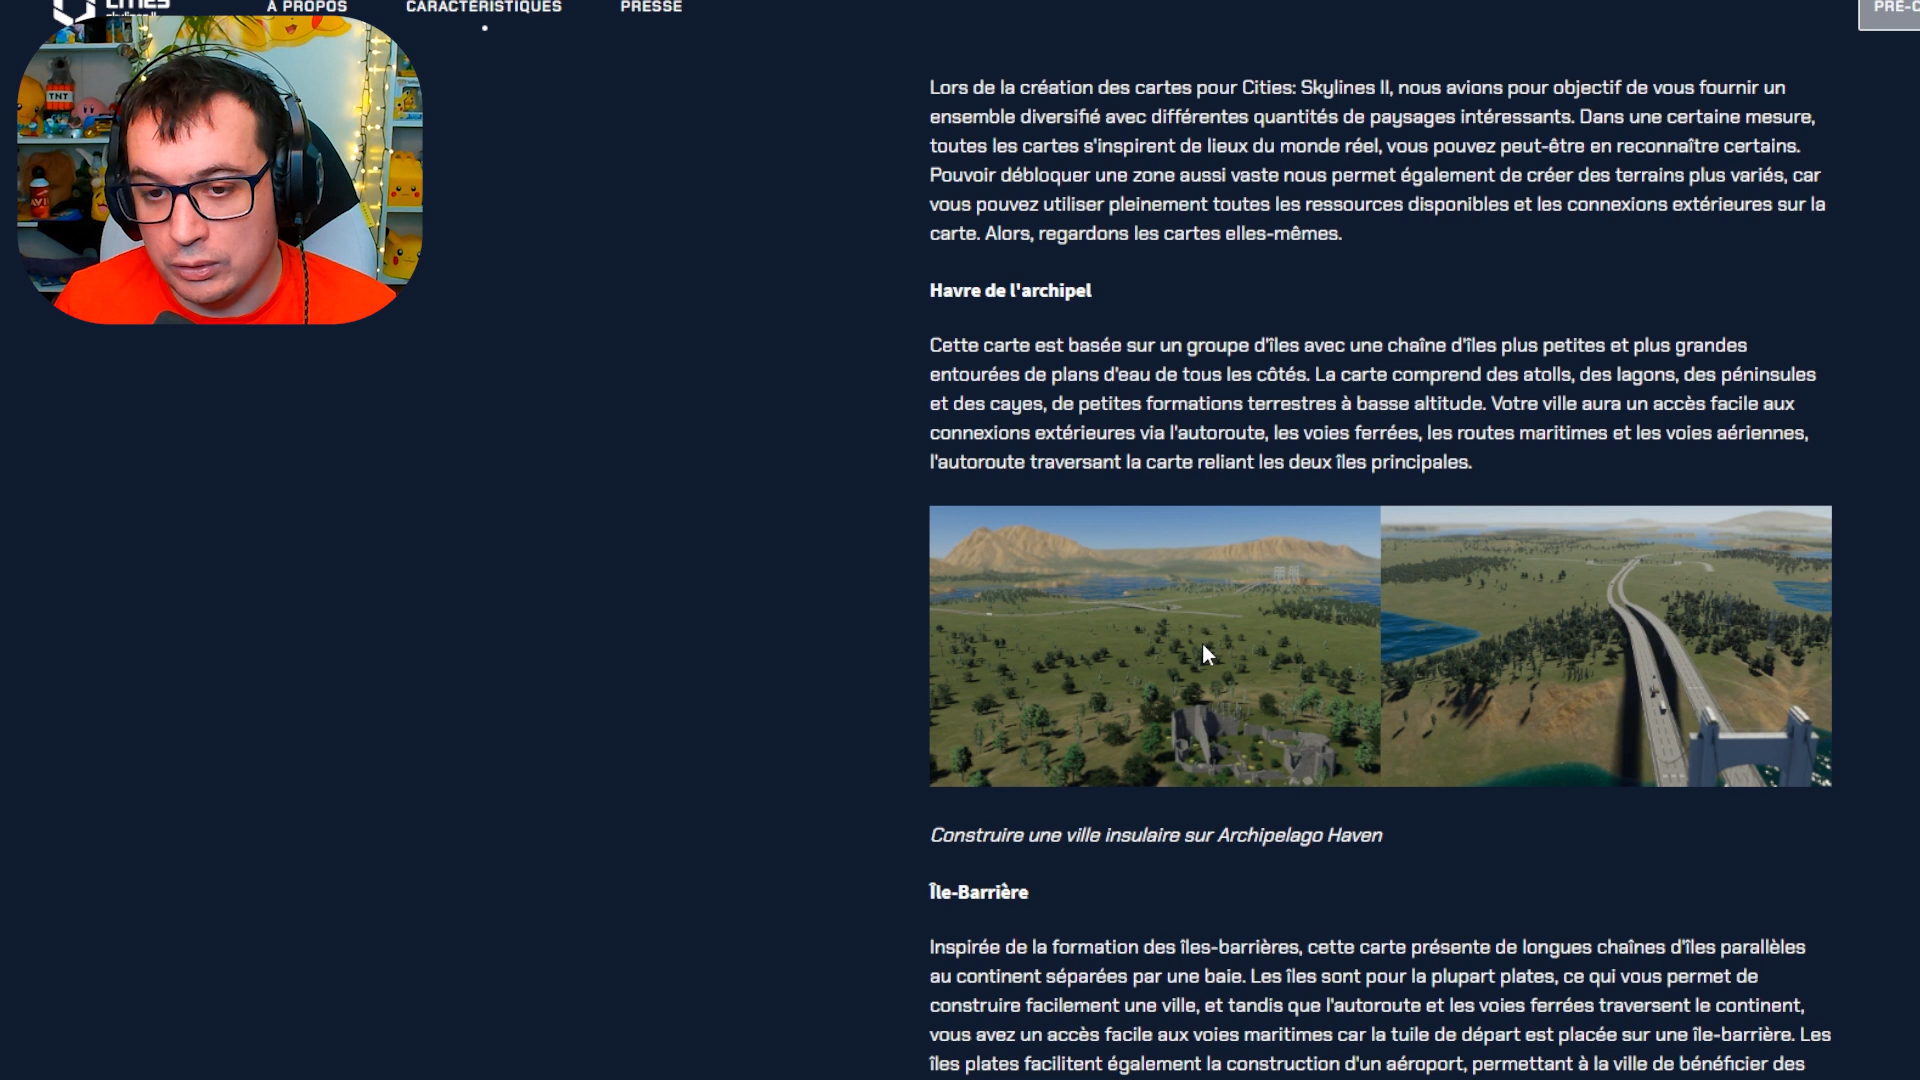 CITIES
À PROPOS
CARACTÉRISTIQUES
PRESSE
PRÉ-C
TNT
Lors de la création des cartes pour Cities: Skylines II, nous avions pour objectif de vous fournir un
ensemble diversifié avec différentes quantités de paysages intéressants. Dans une certaine mesure,
toutes les cartes s'inspirent de lieux du monde réel, vous pouvez peut-être en reconnaître certains.
Pouvoir débloquer une zone aussi vaste nous permet également de créer des terrains plus variés, car
vous pouvez utiliser pleinement toutes les ressources disponibles et les connexions extérieures sur la
carte. Alors, regardons les cartes elles-mêmes.
Havre de l'archipel
Cette carte est basée sur un groupe d'îles avec une chaîne d'îles plus petites et plus grandes
entourées de plans d'eau de tous les côtés. La carte comprend des atolls, des lagons, des péninsules
et des cayes, de petites formations terrestres à basse altitude. Votre ville aura un accès facile aux
connexions extérieures via l'autoroute, les voies ferrées, les routes maritimes et les voies aériennes,
l'autoroute traversant la carte reliant les deux îles principales.
Construire une ville insulaire sur Archipelago Haven
Île-Barrière
Inspirée de la formation des îles-barrières, cette carte présente de longues chaînes d'îles parallèles
au continent séparées par une baie. Les îles sont pour la plupart plates, ce qui vous permet de
construire facilement une ville, et tandis que l'autoroute et les voies ferrées traversent le continent,
vous avez un accès facile aux voies maritimes car la tuile de départ est placée sur une île-barrière. Les
îles plates facilitent également la construction d'un aéroport, permettant à la ville de bénéficier des